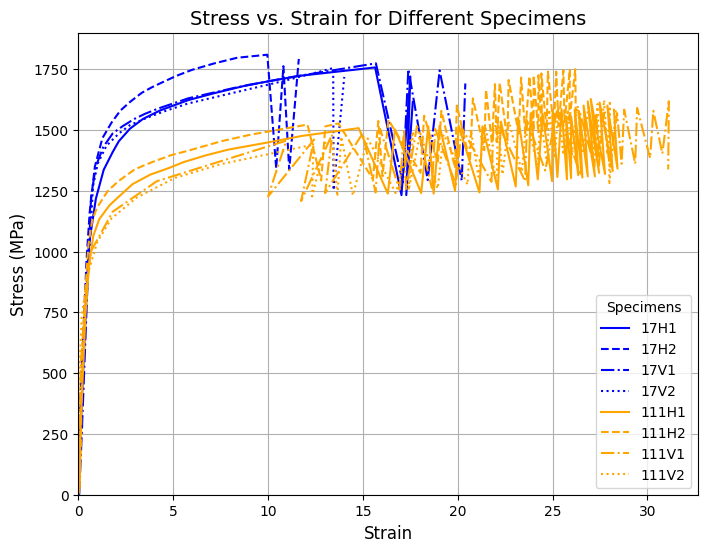 Stress vs. Strain for Different Specimens
Stress (MPa)
1750
1500
1250
1000
750
500
250
0
0 5 10 15 20 25 30
Strain
Specimens
17H1
17H2
17V1
17V2
111H1
111H2
111V1
111V2